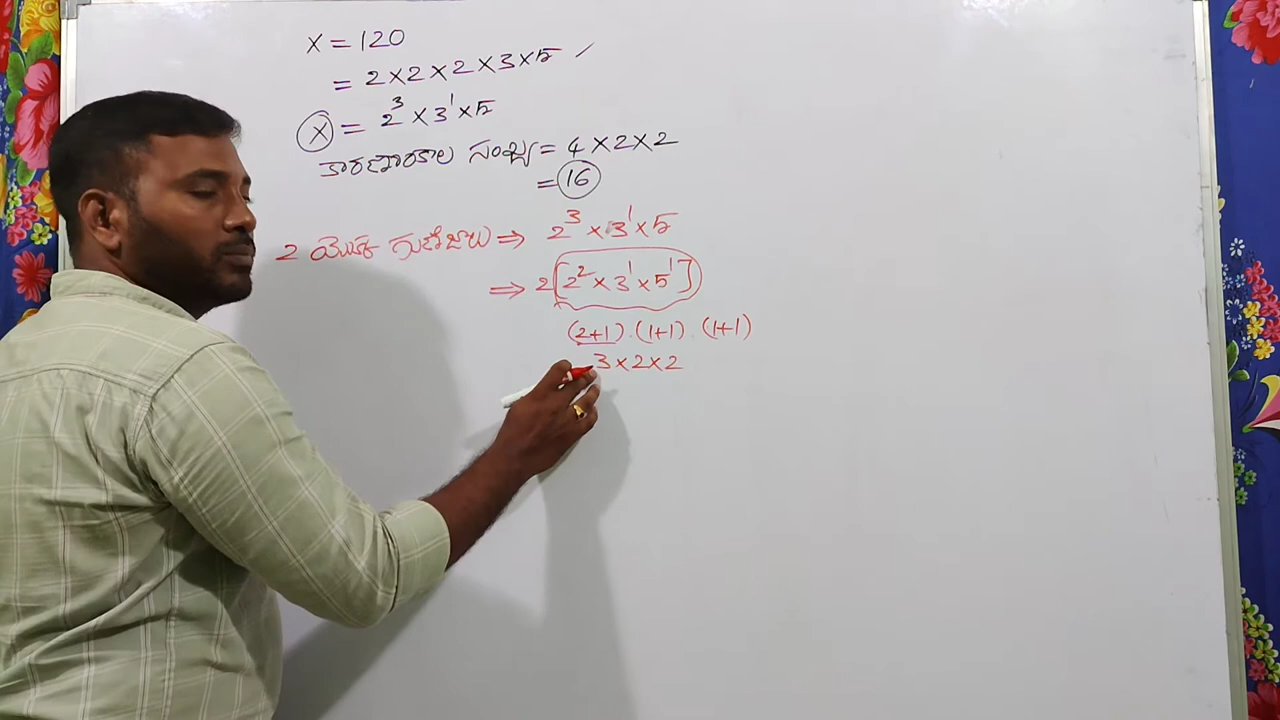 x = 120
= 2×2×2×3×5
x = 2³×3¹×5
కారణాంకాల సంఖ్య = 4×2×2
= 16
2 యొక్క గుణిజాలు ⇒ 2³×3¹×5
⇒ 2[2²×3¹×5¹]
(2+1).(1+1).(1+1)
3×2×2